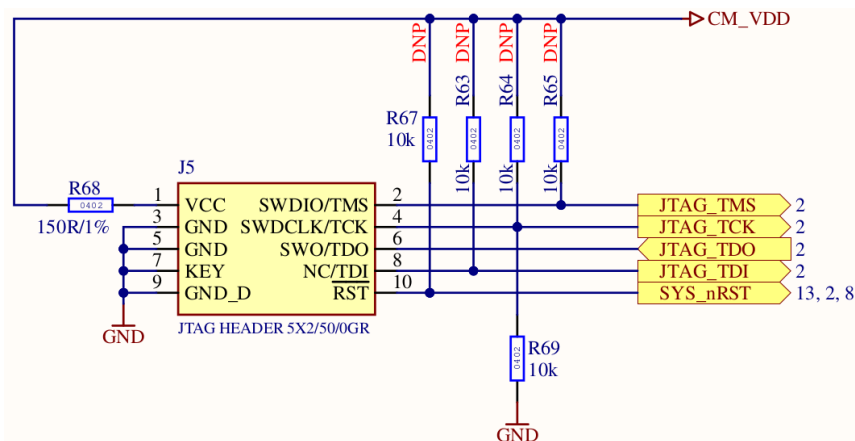 CM_VDD
DNP
DNP
DNP
DNP
R67
10k
0402
R63
10k
0402
R64
10k
0402
R65
10k
0402
J5
R68
0402
150R/1%
1 VCC SWDIO/TMS 2 JTAG_TMS 2
3 GND SWDCLK/TCK 4 JTAG_TCK 2
5 GND SWO/TDO 6 JTAG_TDO 2
7 KEY NC/TDI 8 JTAG_TDI 2
9 GND_D RST 10 SYS_nRST 13, 2, 8
JTAG HEADER 5X2/50/0GR
GND
R69
10k
0402
GND